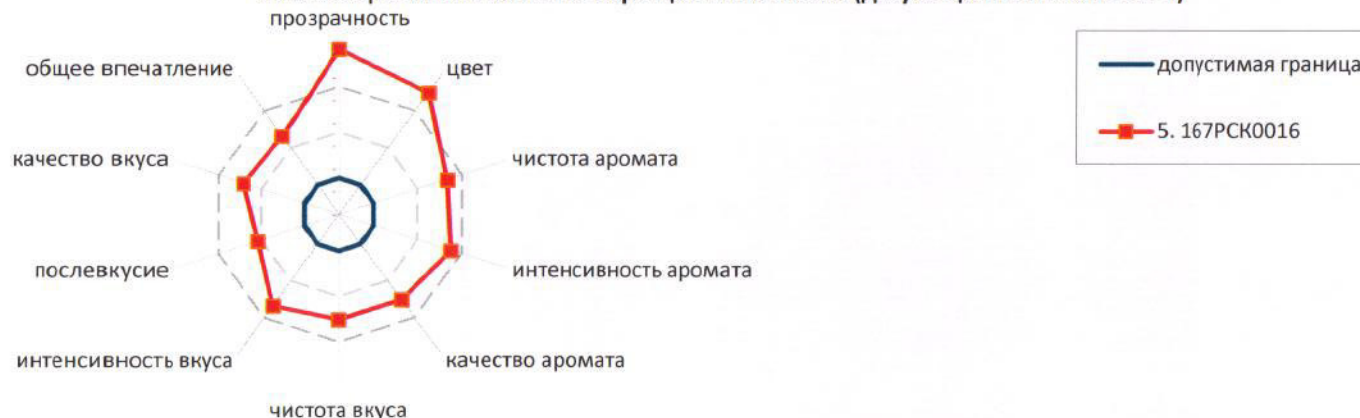 прозрачность
общее впечатление
цвет
качество вкуса
чистота аромата
послевкусие
интенсивность аромата
интенсивность вкуса
качество аромата
чистота вкуса
допустимая граница
5. 167РСК0016